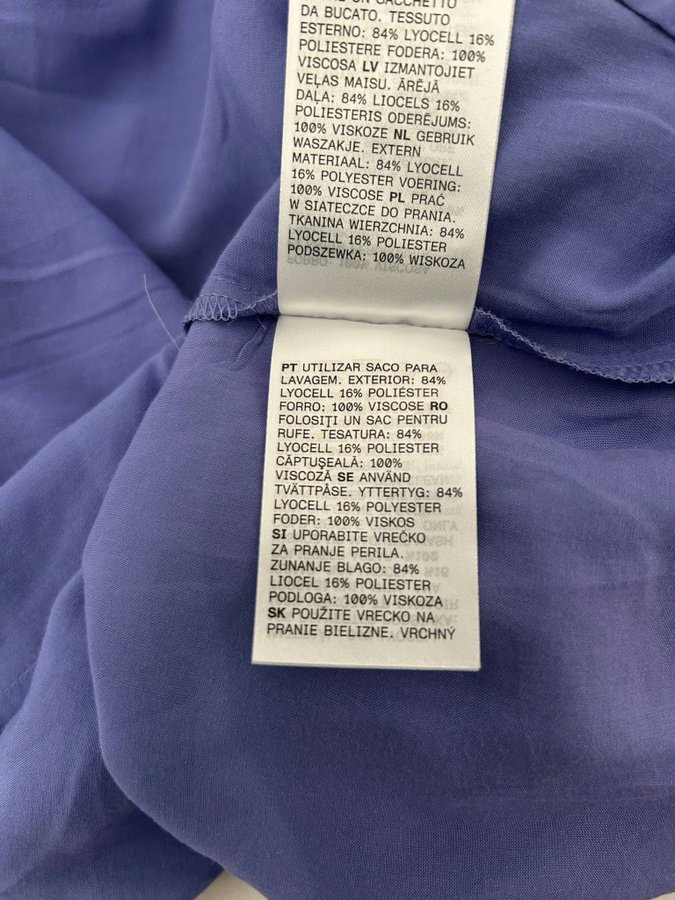 DA BUCATO. TESSUTO
ESTERNO: 84% LYOCELL 16%
POLIESTERE FODERA: 100%
VISCOSA LV IZMANTOJIET
VEĻAS MAISU. ĀRĒJĀ
DAĻA: 84% LIOCELS 16%
POLIESTERIS ODERĒJUMS:
100% VISKOZE NL GEBRUIK
WASZAKJE. EXTERN
MATERIAAL: 84% LYOCELL
16% POLYESTER VOERING:
100% VISCOSE PL PRAĆ
W SIATECZCE DO PRANIA.
TKANINA WIERZCHNIA: 84%
LYOCELL 16% POLIESTER
PODSZEWKA: 100% WISKOZA
PT UTILIZAR SACO PARA
LAVAGEM. EXTERIOR: 84%
LYOCELL 16% POLIÉSTER
FORRO: 100% VISCOSE RO
FOLOSIŢI UN SAC PENTRU
RUFE. TESATURA: 84%
LYOCELL 16% POLIESTER
CĂPTUŞEALĂ: 100%
VISCOZĂ SE ANVÄND
TVÄTTPÅSE. YTTERTYG: 84%
LYOCELL 16% POLYESTER
FODER: 100% VISKOS
SI UPORABITE VREČKO
ZA PRANJE PERILA.
ZUNANJE BLAGO: 84%
LIOCEL 16% POLIESTER
PODLOGA: 100% VISKOZA
SK POUŽITE VRECKO NA
PRANIE BIELIZNE. VRCHNÝ